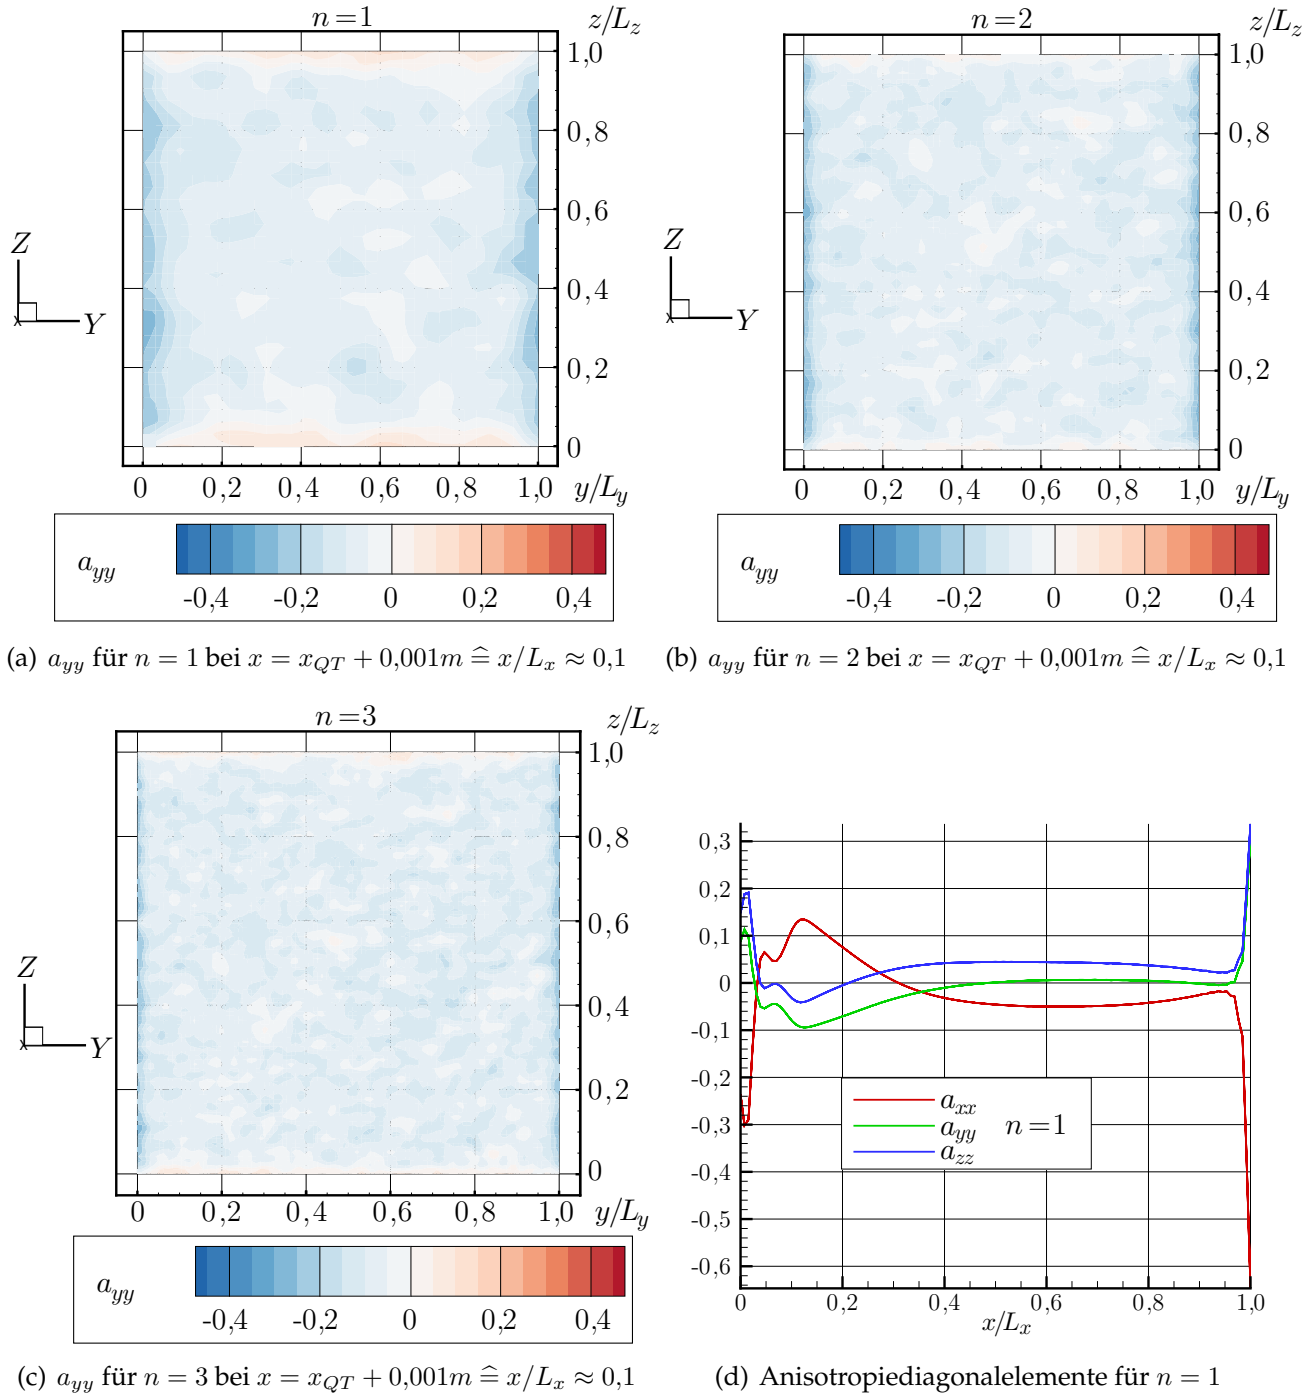 n=1
z/L_z
1,0
0,8
0,6
0,4
0,2
0
Z
Y
x
0 0,2 0,4 0,6 0,8 1,0 y/L_y
a_yy
-0,4 -0,2 0 0,2 0,4
(a) a_yy für n = 1 bei x = x_QT + 0,001m ≙ x/L_x ≈ 0,1
n=2
z/L_z
1,0
0,8
0,6
0,4
0,2
0
Z
Y
x
0 0,2 0,4 0,6 0,8 1,0 y/L_y
a_yy
-0,4 -0,2 0 0,2 0,4
(b) a_yy für n = 2 bei x = x_QT + 0,001m ≙ x/L_x ≈ 0,1
n=3
z/L_z
1,0
0,8
0,6
0,4
0,2
0
Z
Y
x
0 0,2 0,4 0,6 0,8 1,0 y/L_y
a_yy
-0,4 -0,2 0 0,2 0,4
(c) a_yy für n = 3 bei x = x_QT + 0,001m ≙ x/L_x ≈ 0,1
0,3
0,2
0,1
0
-0,1
-0,2
-0,3
-0,4
-0,5
-0,6
a_xx
a_yy n=1
a_zz
0 0,2 0,4 0,6 0,8 1,0
x/L_x
(d) Anisotropiediagonalelemente für n = 1